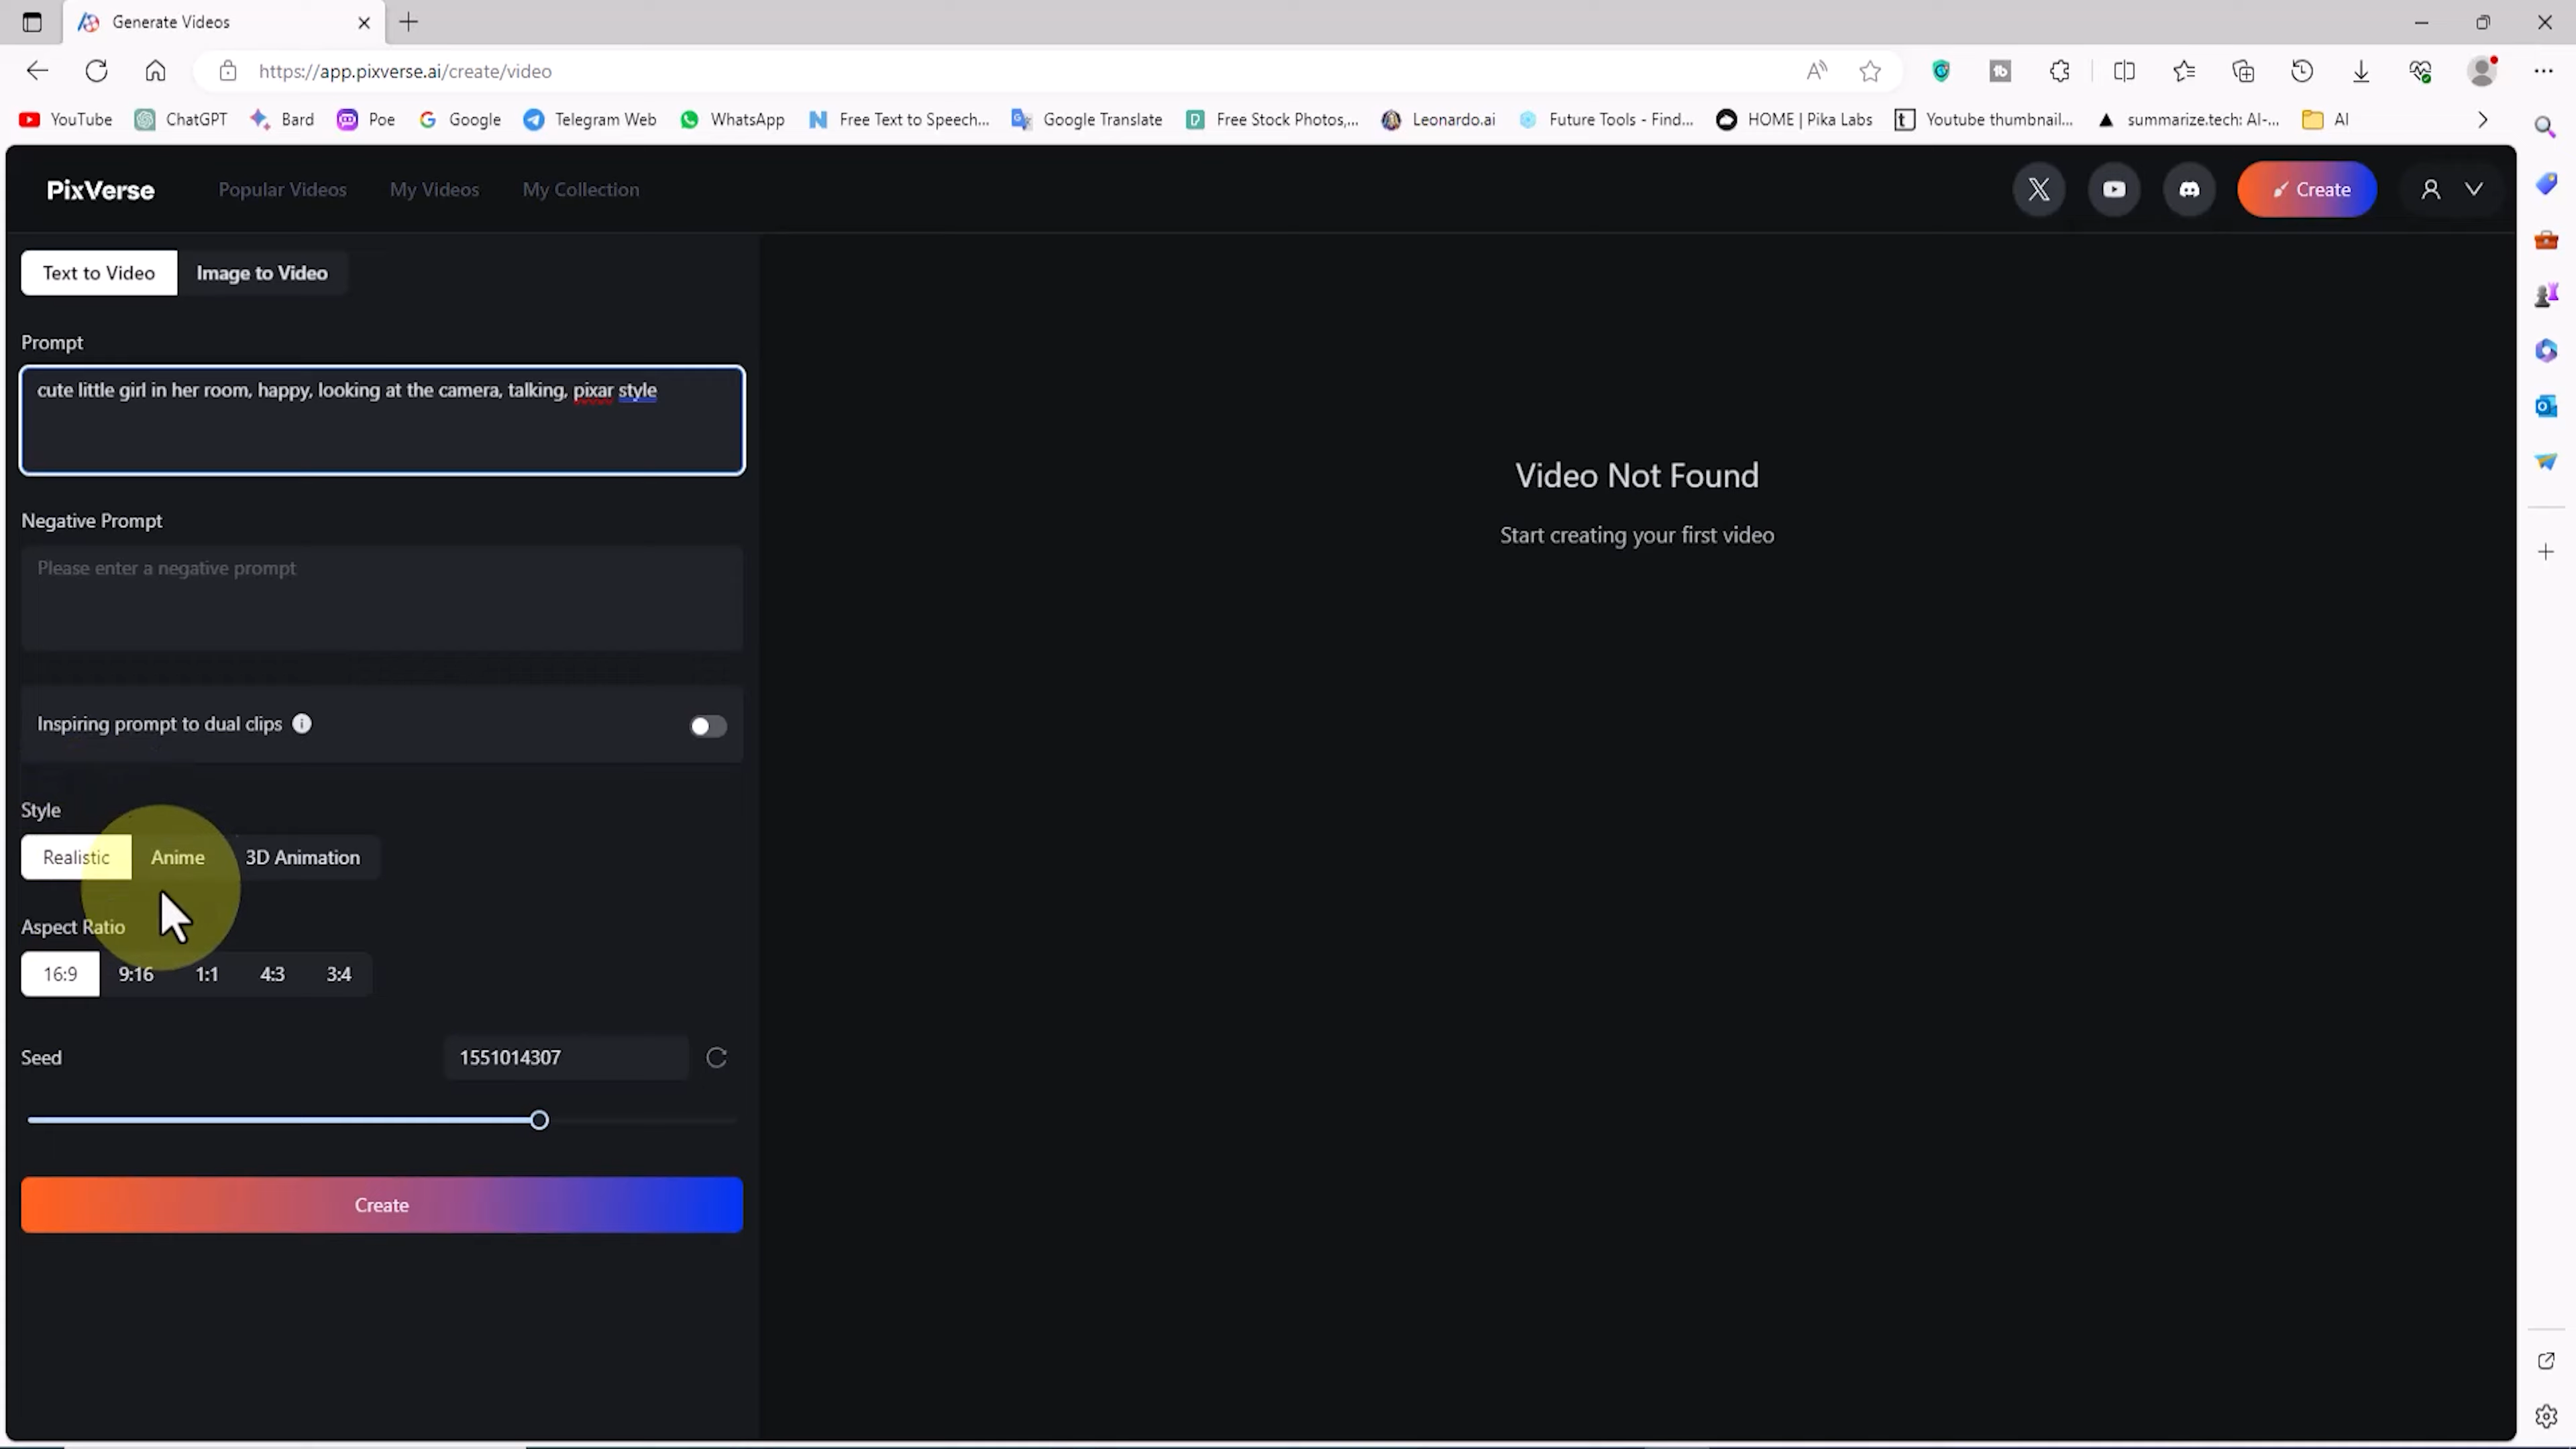 Generate Videos
https://app.pixverse.ai/create/video
YouTube ChatGPT Bard Poe Google Telegram Web WhatsApp Free Text to Speech... Google Translate Free Stock Photos,... Leonardo.ai Future Tools - Find... HOME | Pika Labs Youtube thumbnail... summarize.tech: AI-... AI
PixVerse Popular Videos My Videos My Collection Create
Text to Video Image to Video
Prompt
cute little girl in her room, happy, looking at the camera, talking, pixar style
Video Not Found
Start creating your first video
Negative Prompt
Please enter a negative prompt
Inspiring prompt to dual clips
Style
Realistic Anime 3D Animation
Aspect Ratio
16:9 9:16 1:1 4:3 3:4
Seed 1551014307
Create